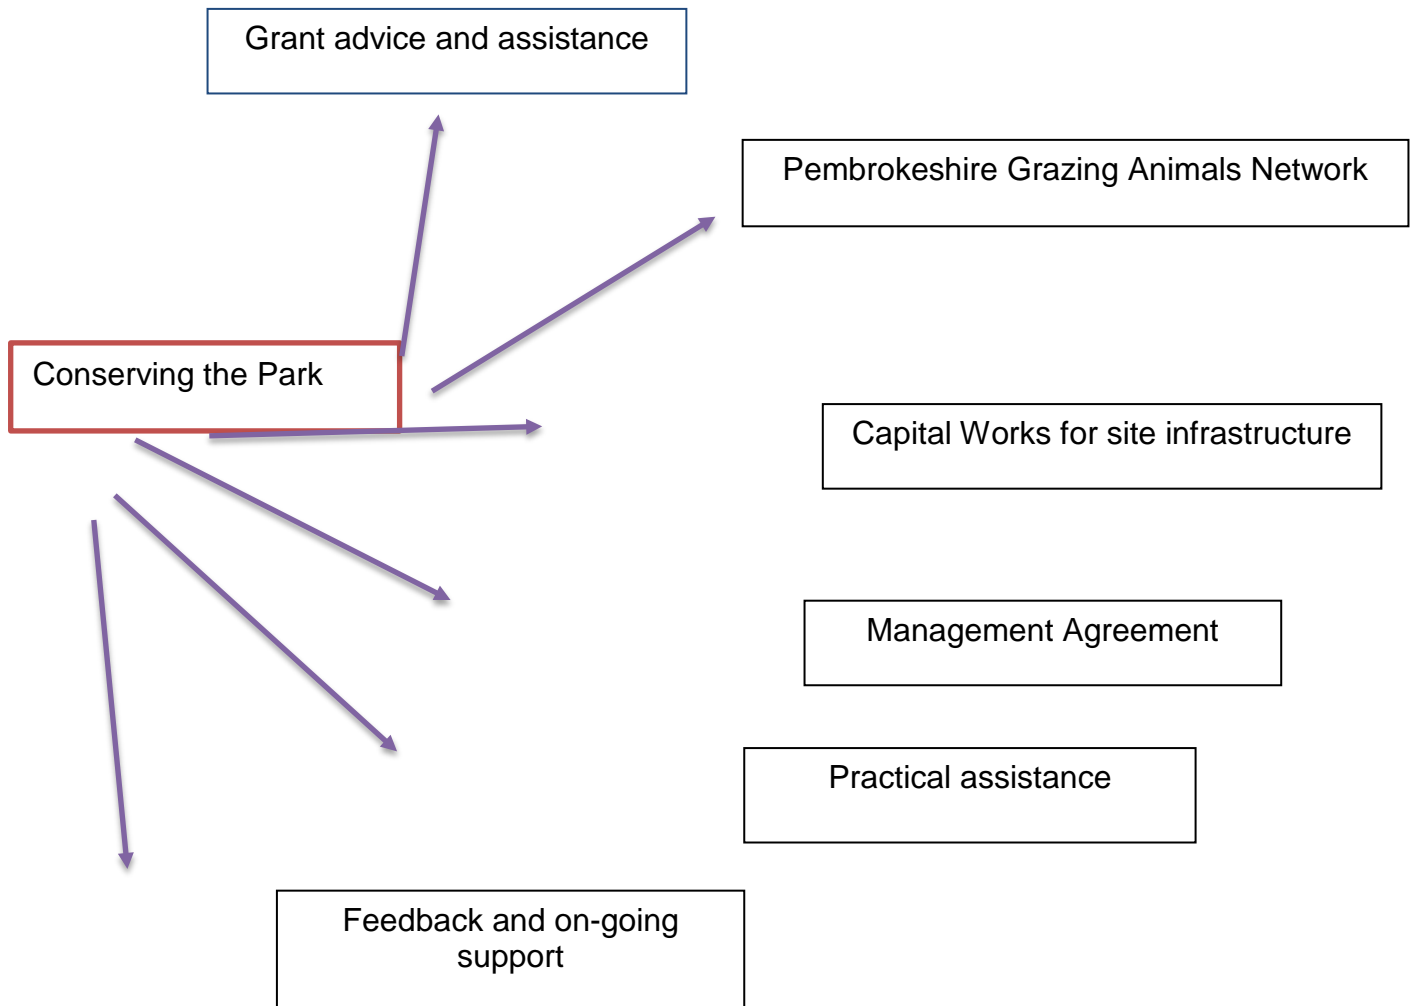 Grant advice and assistance
Pembrokeshire Grazing Animals Network
Conserving the Park
Capital Works for site infrastructure
Management Agreement
Practical assistance
Feedback and on-going
support